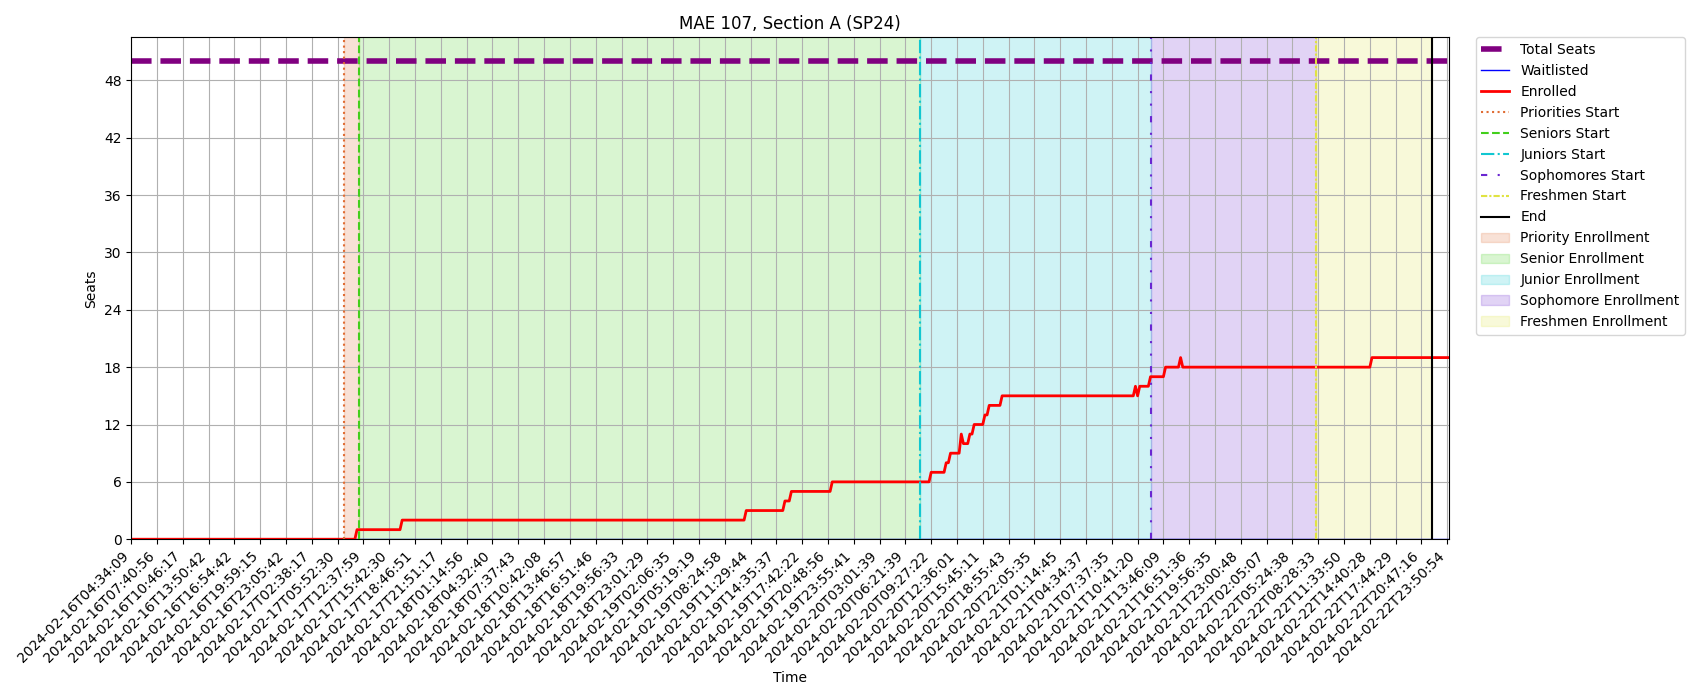 MAE 107, Section A (SP24)
Seats
48
42
36
30
24
18
12
6
0
2024-02-16T04:34:09
2024-02-16T07:40:56
2024-02-16T10:46:17
2024-02-16T13:50:42
2024-02-16T16:54:42
2024-02-16T19:59:15
2024-02-16T23:05:42
2024-02-17T02:38:17
2024-02-17T05:52:30
2024-02-17T12:37:59
2024-02-17T15:42:30
2024-02-17T18:46:51
2024-02-17T21:51:17
2024-02-18T01:14:56
2024-02-18T04:32:40
2024-02-18T07:37:43
2024-02-18T10:42:08
2024-02-18T13:46:57
2024-02-18T16:51:46
2024-02-18T19:56:33
2024-02-18T23:01:29
2024-02-19T02:06:35
2024-02-19T05:19:19
2024-02-19T08:24:58
2024-02-19T11:29:44
2024-02-19T14:35:37
2024-02-19T17:42:22
2024-02-19T20:48:56
2024-02-19T23:55:41
2024-02-20T03:01:39
2024-02-20T06:21:39
2024-02-20T09:27:22
2024-02-20T12:36:01
2024-02-20T15:45:11
2024-02-20T18:55:43
2024-02-20T22:05:35
2024-02-21T01:14:45
2024-02-21T04:34:37
2024-02-21T07:37:35
2024-02-21T10:41:20
2024-02-21T13:46:09
2024-02-21T16:51:36
2024-02-21T19:56:35
2024-02-21T23:00:48
2024-02-22T02:05:07
2024-02-22T05:24:38
2024-02-22T08:28:33
2024-02-22T11:33:50
2024-02-22T14:40:28
2024-02-22T17:44:29
2024-02-22T20:47:16
2024-02-22T23:50:54
Time
Total Seats
Waitlisted
Enrolled
Priorities Start
Seniors Start
Juniors Start
Sophomores Start
Freshmen Start
End
Priority Enrollment
Senior Enrollment
Junior Enrollment
Sophomore Enrollment
Freshmen Enrollment